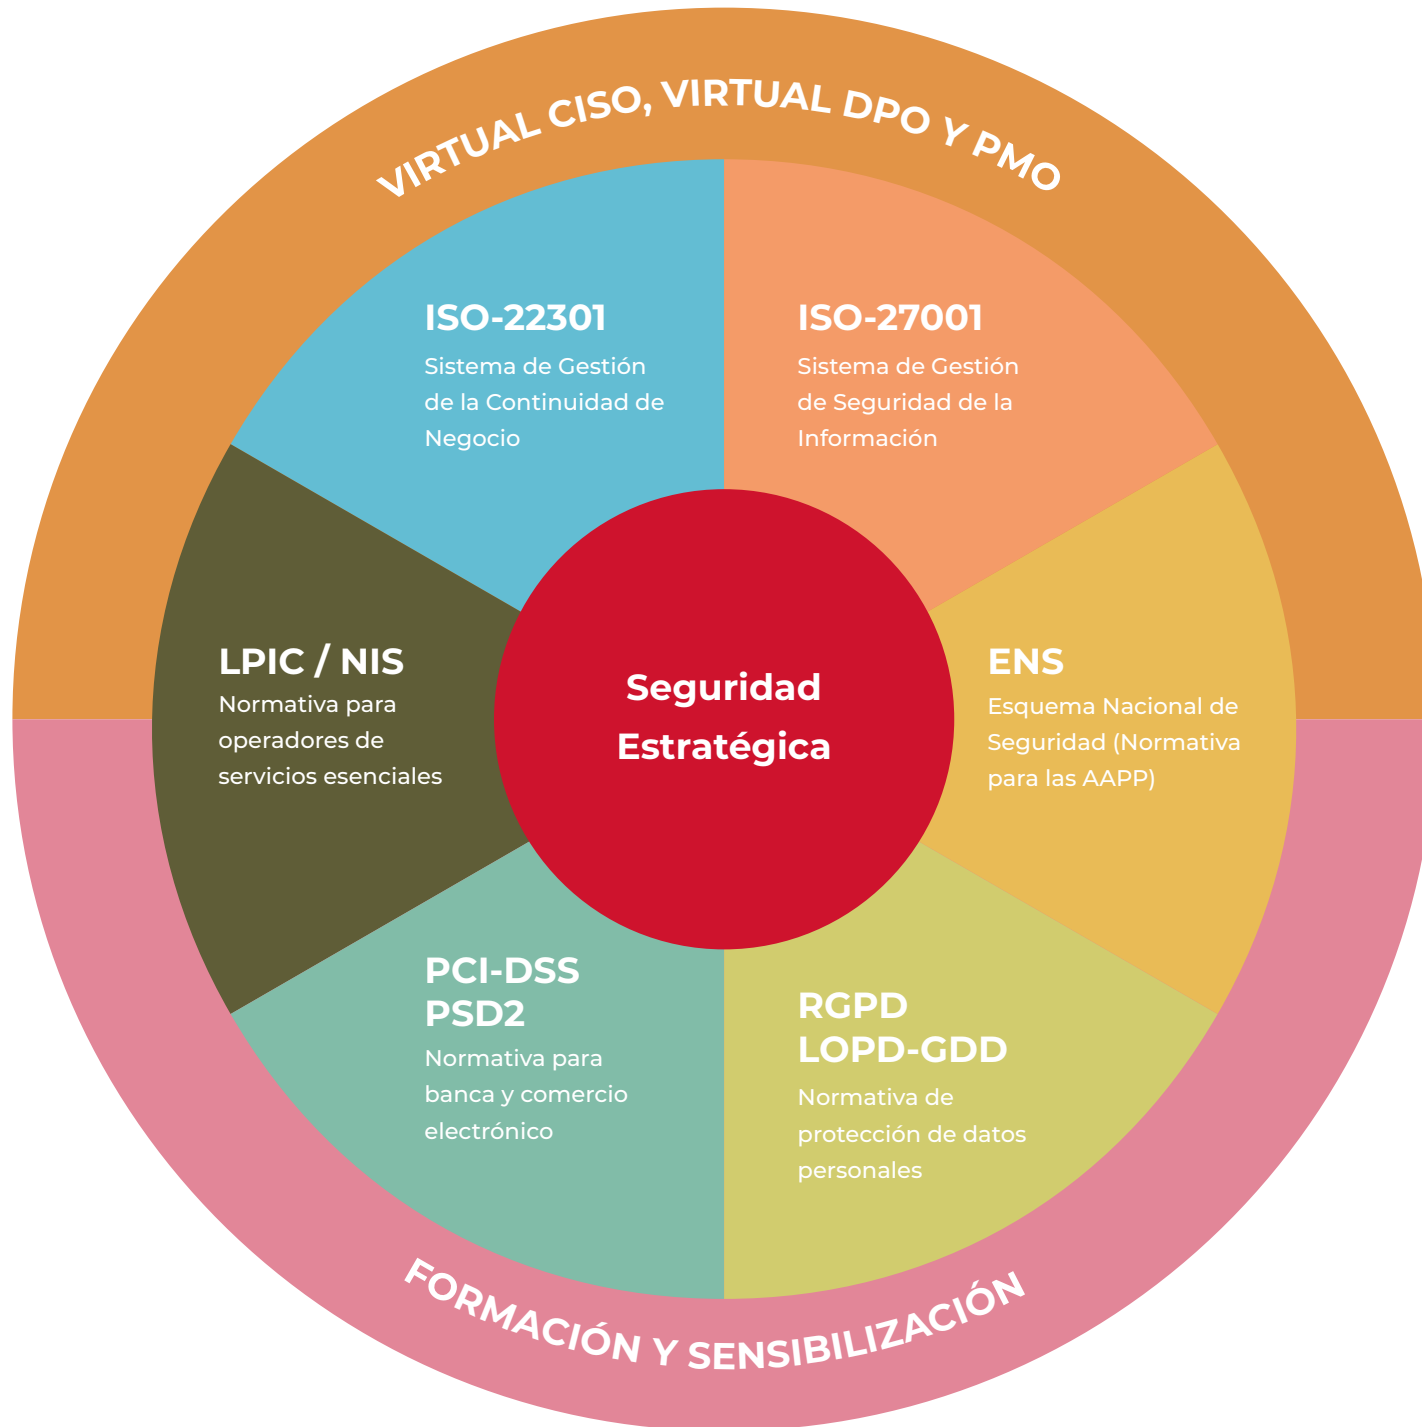 VIRTUAL CISO, VIRTUAL DPO Y PMO
ISO-22301
Sistema de Gestión
de la Continuidad de
Negocio
ISO-27001
Sistema de Gestión
de Seguridad de la
Información
LPIC / NIS
Normativa para
operadores de
servicios esenciales
Seguridad
Estratégica
ENS
Esquema Nacional de
Seguridad (Normativa
para las AAPP)
PCI-DSS
PSD2
Normativa para
banca y comercio
electrónico
RGPD
LOPD-GDD
Normativa de
protección de datos
personales
FORMACIÓN Y SENSIBILIZACIÓN